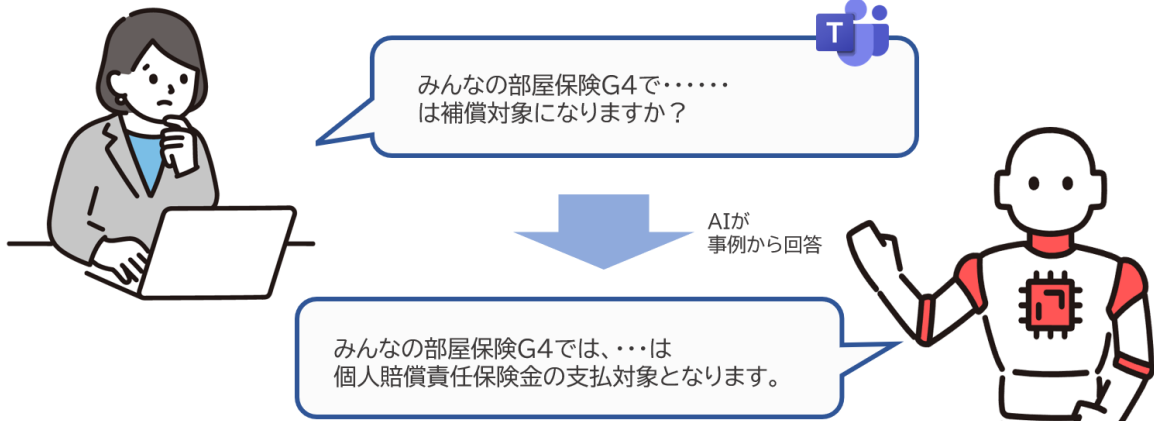 T
みんなの部屋保険G4で・・・・・・
は補償対象になりますか？
AIが
事例から回答
みんなの部屋保険G4では、・・・は
個人賠償責任保険金の支払対象となります。